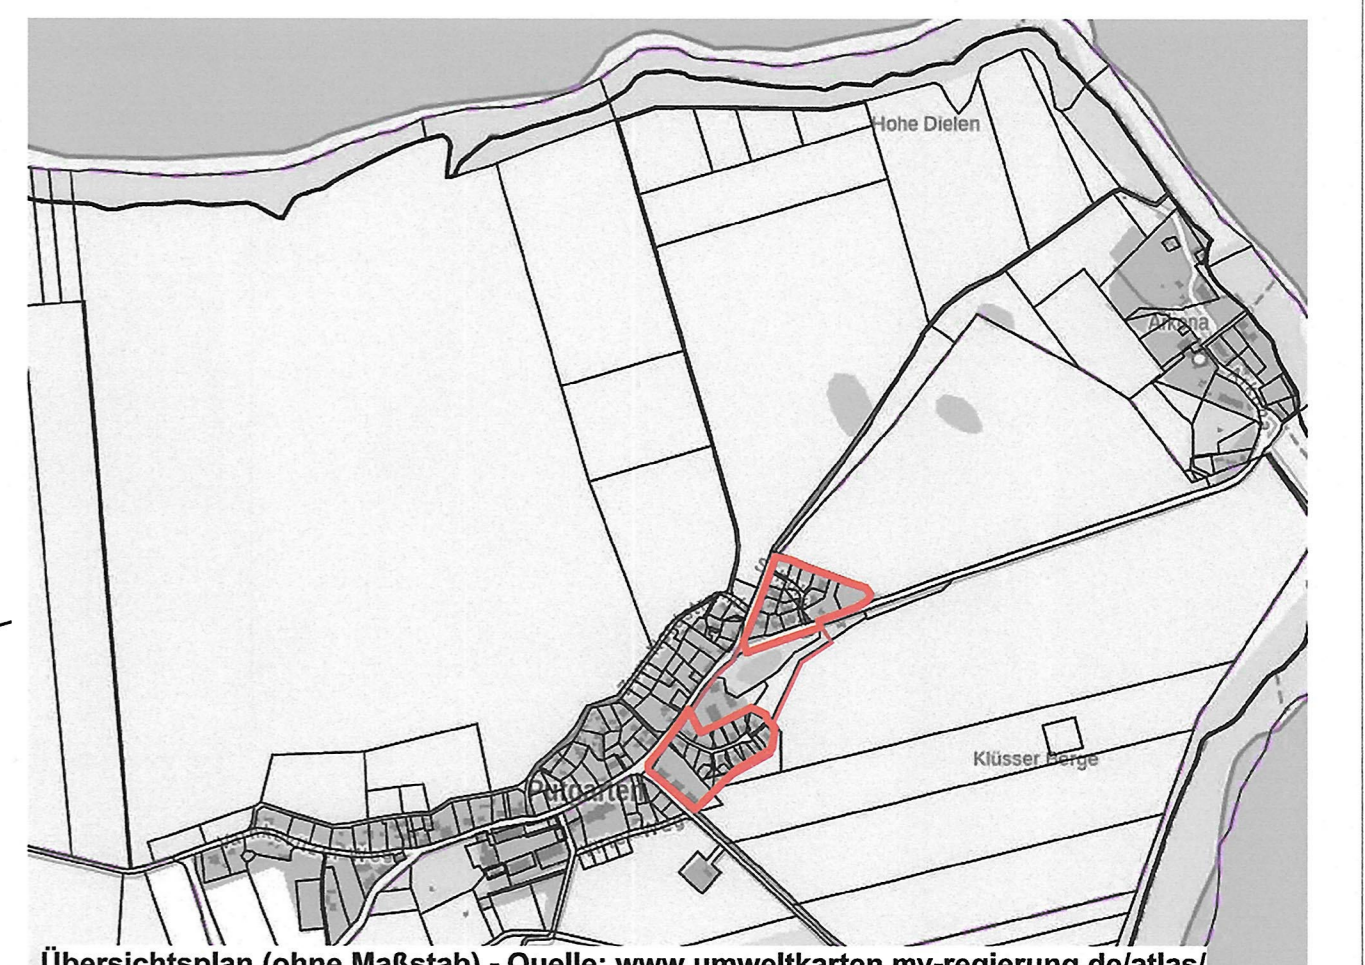 Hohe Dielen
Arkona
Klüsser Berge
Putgarten
Übersichtsplan (ohne Maßstab) - Quelle: www.umweltkarten.mv-regierung.de/atlas/